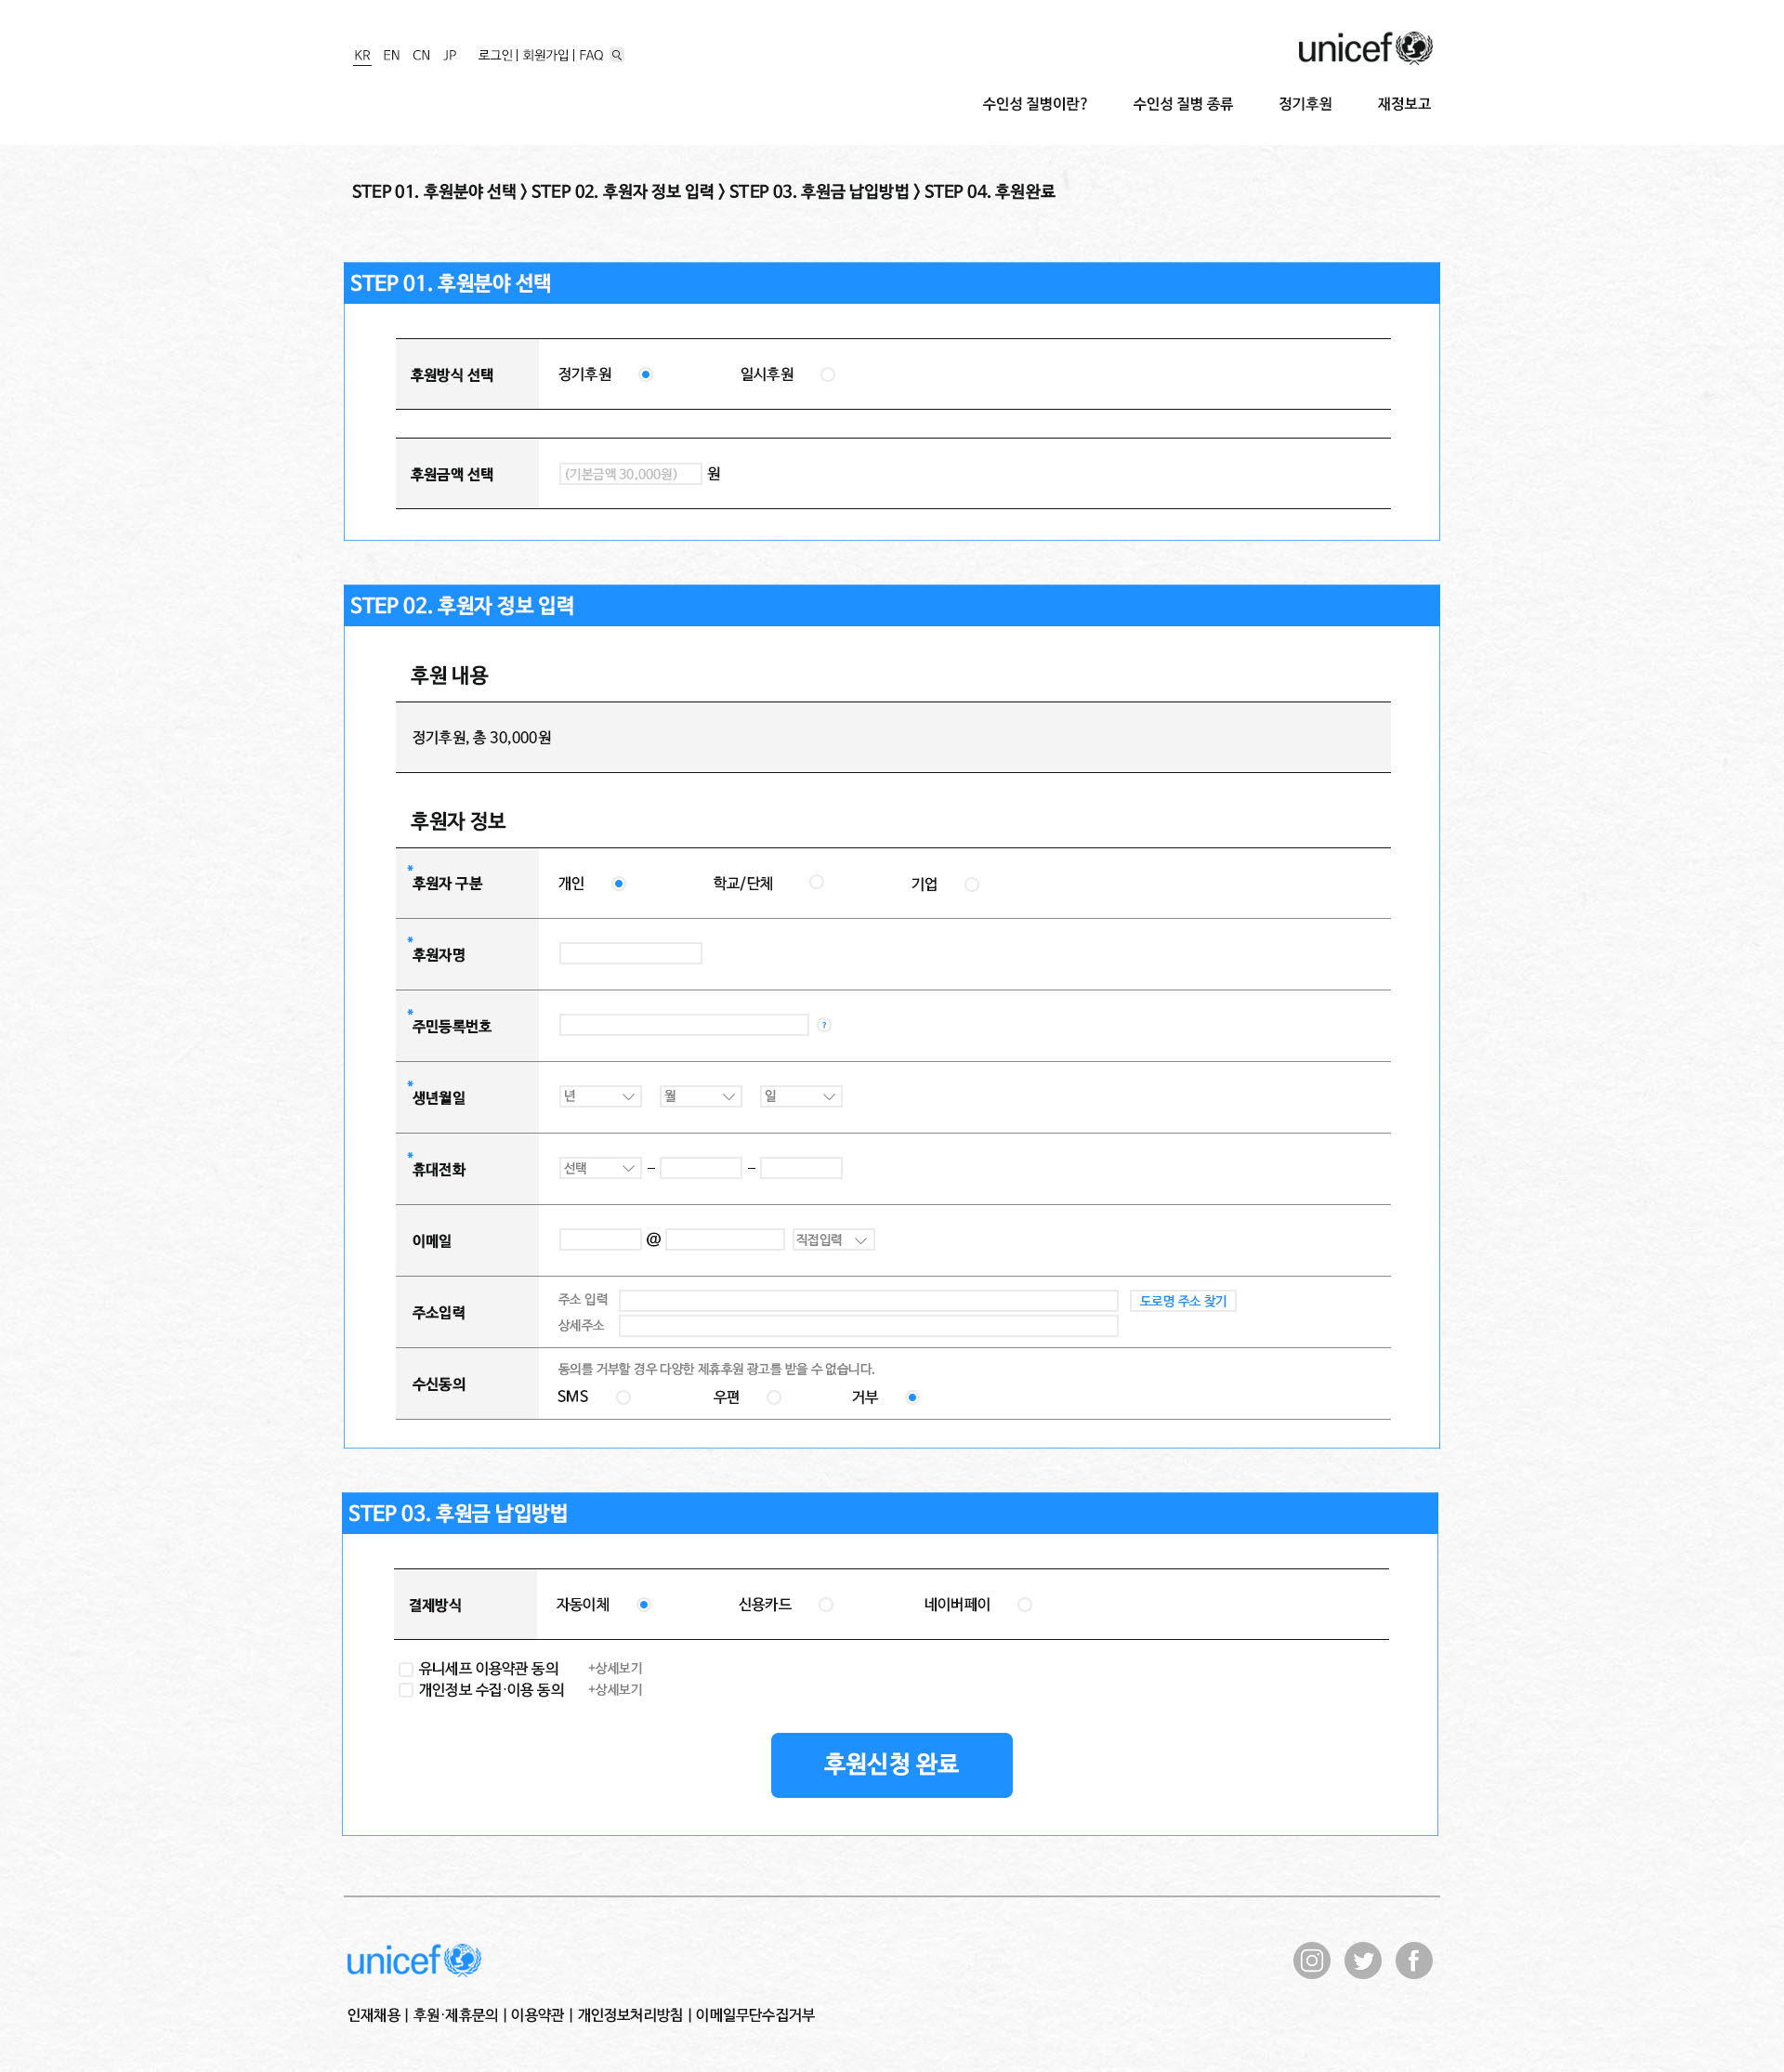 KR EN CN JP 로그인 | 회원가입 | FAQ
unicef
수인성 질병이란? 수인성 질병 종류 정기후원 재정보고
STEP 01. 후원분야 선택 > STEP 02. 후원자 정보 입력 > STEP 03. 후원금 납입방법 > STEP 04. 후원완료
STEP 01. 후원분야 선택
후원방식 선택 정기후원 일시후원
후원금액 선택 (기본금액 30,000원) 원
STEP 02. 후원자 정보 입력
후원 내용
정기후원, 총 30,000원
후원자 정보
*후원자 구분 개인 학교/단체 기업
*후원자명
*주민등록번호 ?
*생년월일 년 월 일
*휴대전화 선택 – –
이메일 @ 직접입력
주소입력 주소 입력 도로명 주소 찾기
상세주소
수신동의 동의를 거부할 경우 다양한 제휴후원 광고를 받을 수 없습니다.
SMS 우편 거부
STEP 03. 후원금 납입방법
결제방식 자동이체 신용카드 네이버페이
유니세프 이용약관 동의 +상세보기
개인정보 수집·이용 동의 +상세보기
후원신청 완료
unicef
인재채용 | 후원·제휴문의 | 이용약관 | 개인정보처리방침 | 이메일무단수집거부